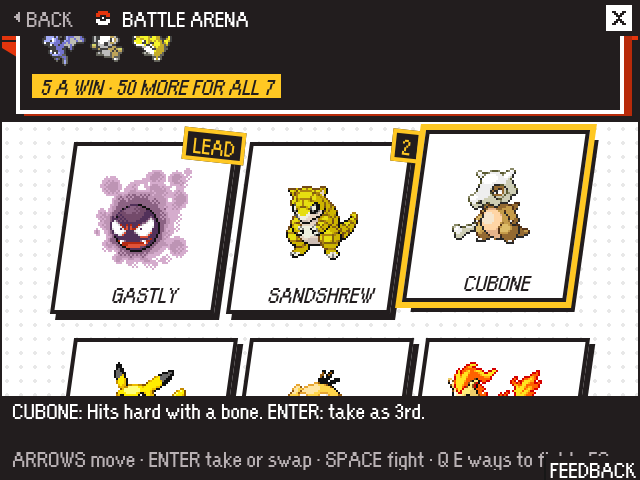 BACK BATTLE ARENA X
5 A WIN · 50 MORE FOR ALL 7
LEAD 2
GASTLY SANDSHREW CUBONE
CUBONE: Hits hard with a bone. ENTER: take as 3rd.
ARROWS move · ENTER take or swap · SPACE fight · Q E ways to
FEEDBACK